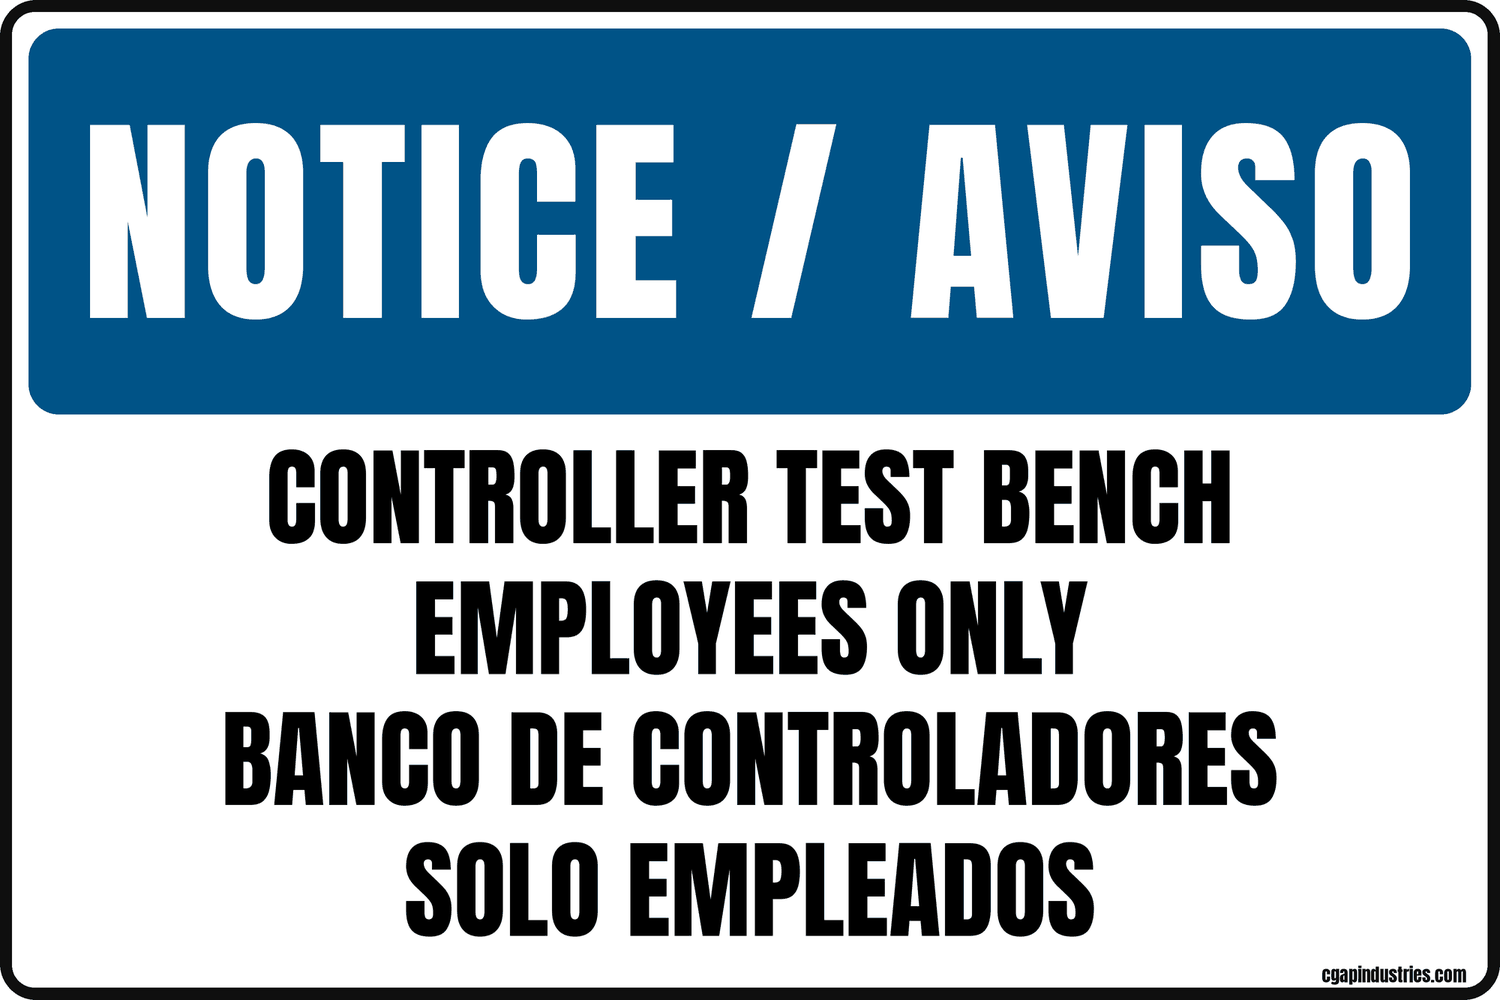 NOTICE / AVISO
CONTROLLER TEST BENCH
EMPLOYEES ONLY
BANCO DE CONTROLADORES
SOLO EMPLEADOS
cgapindustries.com